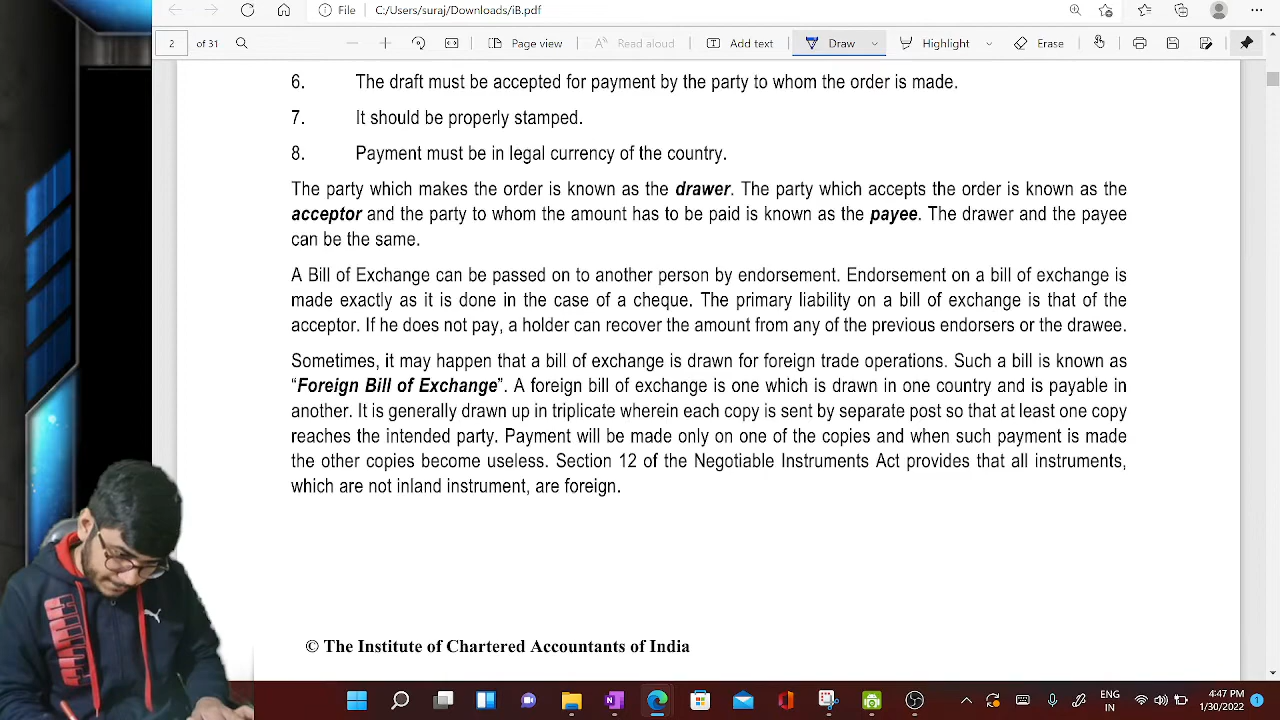 File C:/Users/suraj/Downloads/iB.pdf
2 of 31 Page view Read aloud Add text Draw Highlight Erase
6. The draft must be accepted for payment by the party to whom the order is made.
7. It should be properly stamped.
8. Payment must be in legal currency of the country.
The party which makes the order is known as the drawer. The party which accepts the order is known as the
acceptor and the party to whom the amount has to be paid is known as the payee. The drawer and the payee
can be the same.
A Bill of Exchange can be passed on to another person by endorsement. Endorsement on a bill of exchange is
made exactly as it is done in the case of a cheque. The primary liability on a bill of exchange is that of the
acceptor. If he does not pay, a holder can recover the amount from any of the previous endorsers or the drawee.
Sometimes, it may happen that a bill of exchange is drawn for foreign trade operations. Such a bill is known as
“Foreign Bill of Exchange”. A foreign bill of exchange is one which is drawn in one country and is payable in
another. It is generally drawn up in triplicate wherein each copy is sent by separate post so that at least one copy
reaches the intended party. Payment will be made only on one of the copies and when such payment is made
the other copies become useless. Section 12 of the Negotiable Instruments Act provides that all instruments,
which are not inland instrument, are foreign.
© The Institute of Chartered Accountants of India
PUMA
ENG
IN
4:47 PM
1/30/2022
1